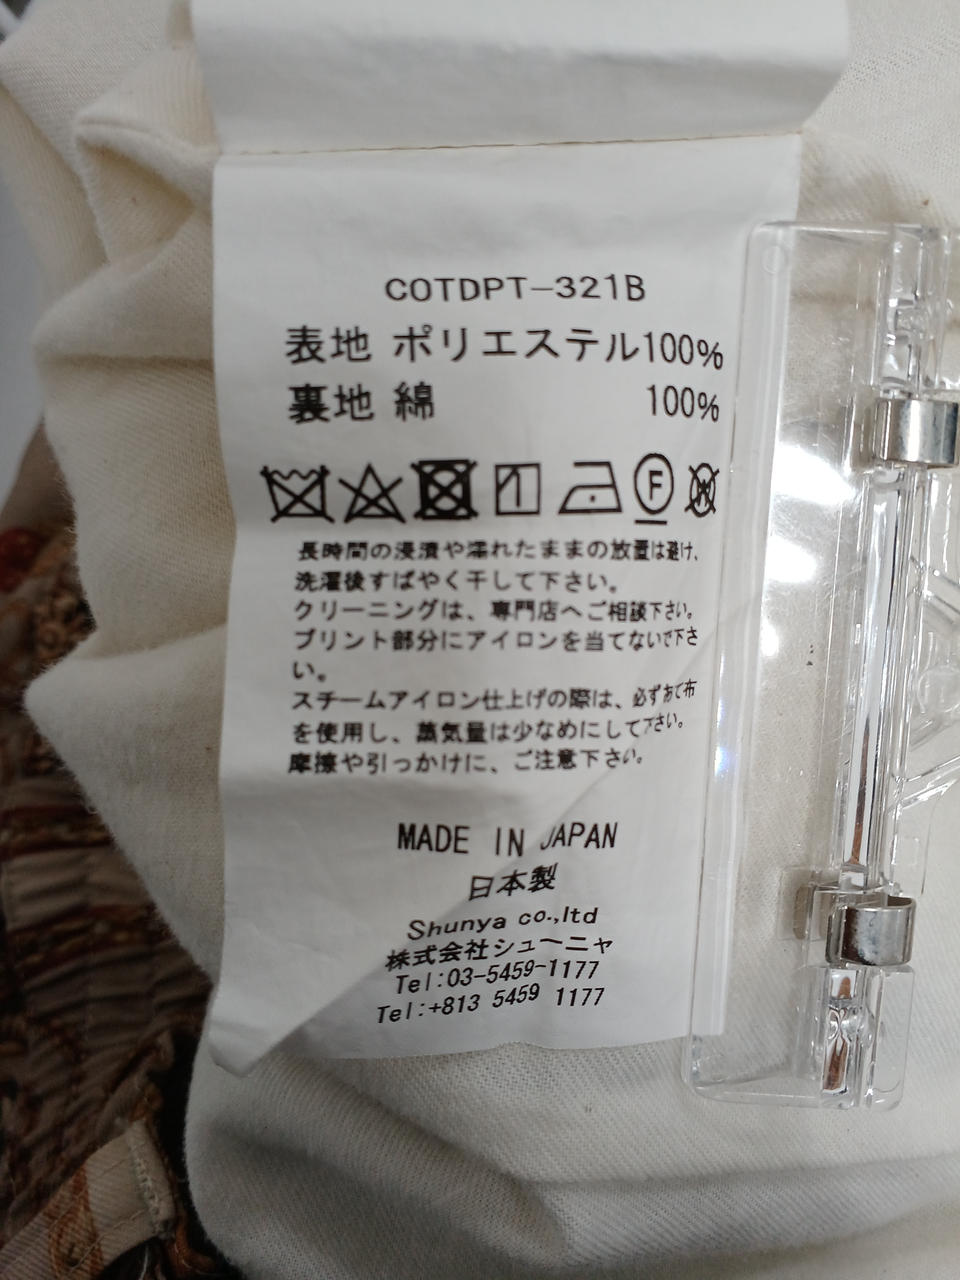 COTDPT-321B
表地 ポリエステル100%
裏地 綿 100%
F
W
長時間の浸漬や濡れたままの放置は避け、
洗濯後すばやく干して下さい。
クリーニングは、専門店へご相談下さい。
プリント部分にアイロンを当てないで下さ
い。
スチームアイロン仕上げの際は、必ずあて布
を使用し、蒸気量は少なめにして下さい。
摩擦や引っかけに、ご注意下さい。
MADE IN JAPAN
日本製
Shunya co.,ltd
株式会社シューニャ
Tel:03-5459-1177
Tel:+813 5459 1177